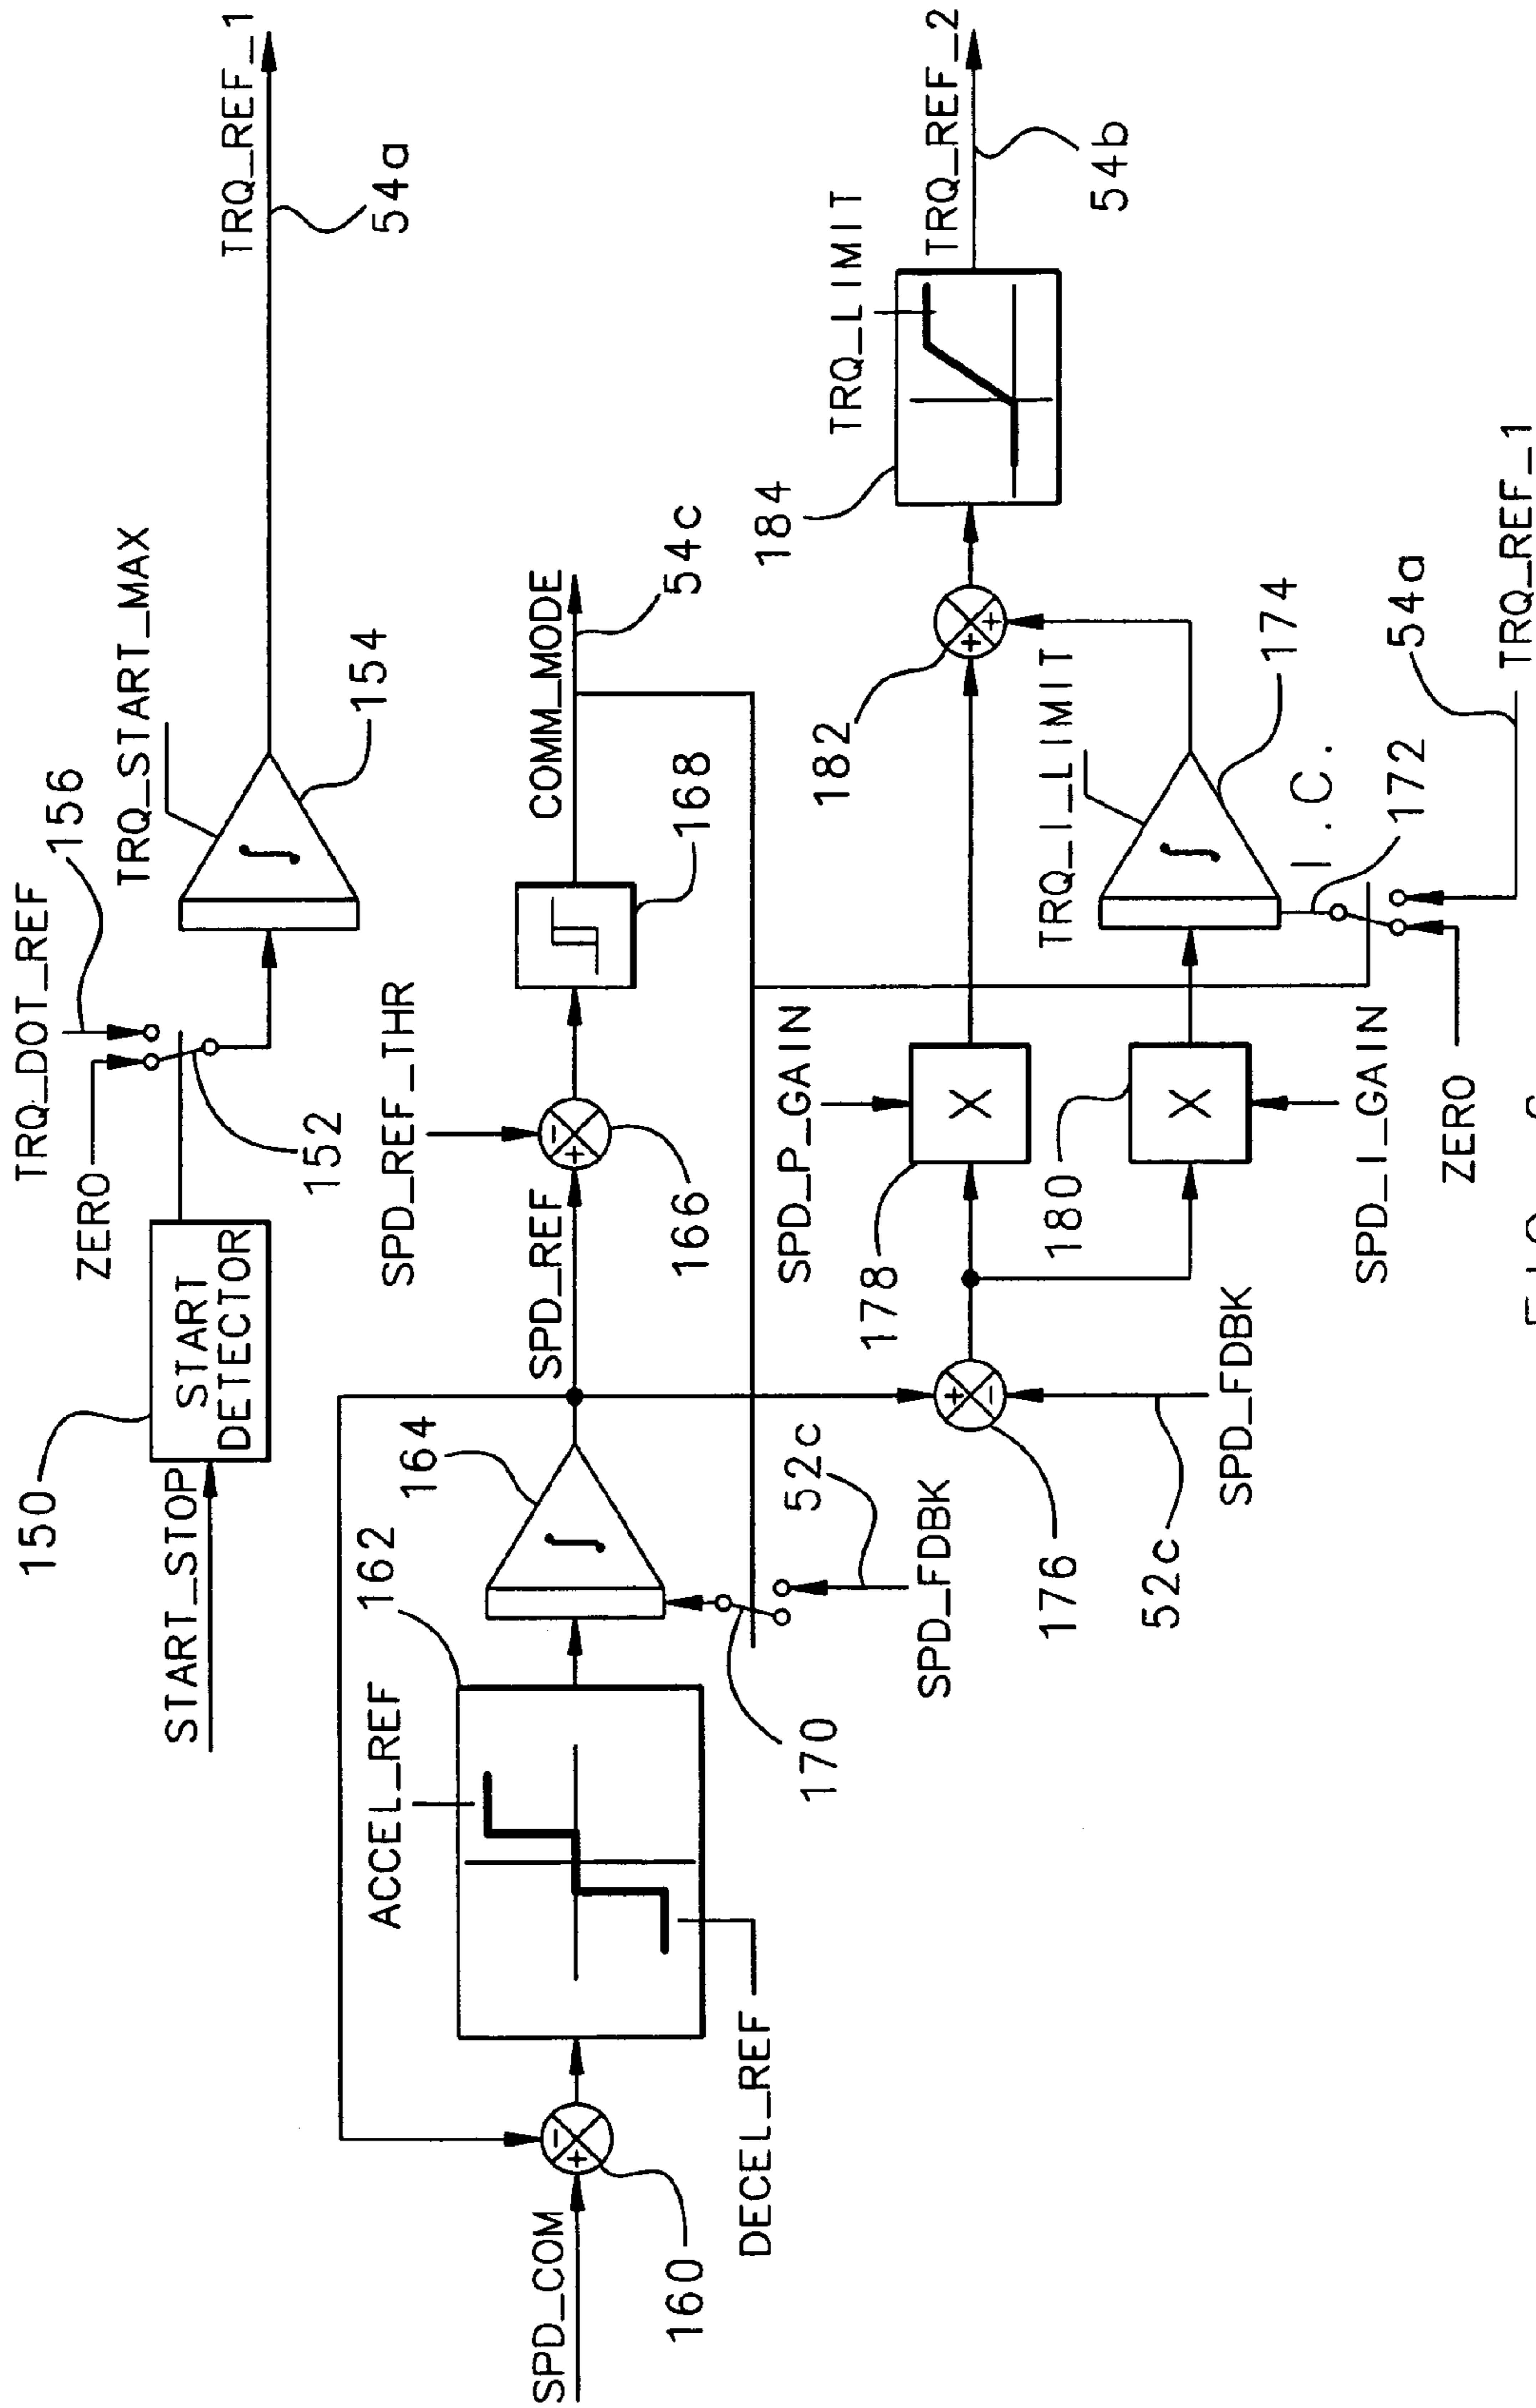 START_STOP
150
START
DETECTOR
ZERO
TRQ_DOT_REF
156
152
TRQ_START_MAX
154
TRQ_REF_1
54a
SPD_COM
160
ACCEL_REF
DECEL_REF
162
164
170
52c
SPD_FDBK
SPD_REF
SPD_REF_THR
- +
- +
166
168
COMM_MODE
54c
+ -
176
52c
SPD_FDBK
SPD_P_GAIN
178
X
180
X
SPD_I_GAIN
TRQ_I_LIMIT
174
I.C.
172
ZERO
54a
TRQ_REF_1
+ +
182
184
TRQ_LIMIT
TRQ_REF_2
54b